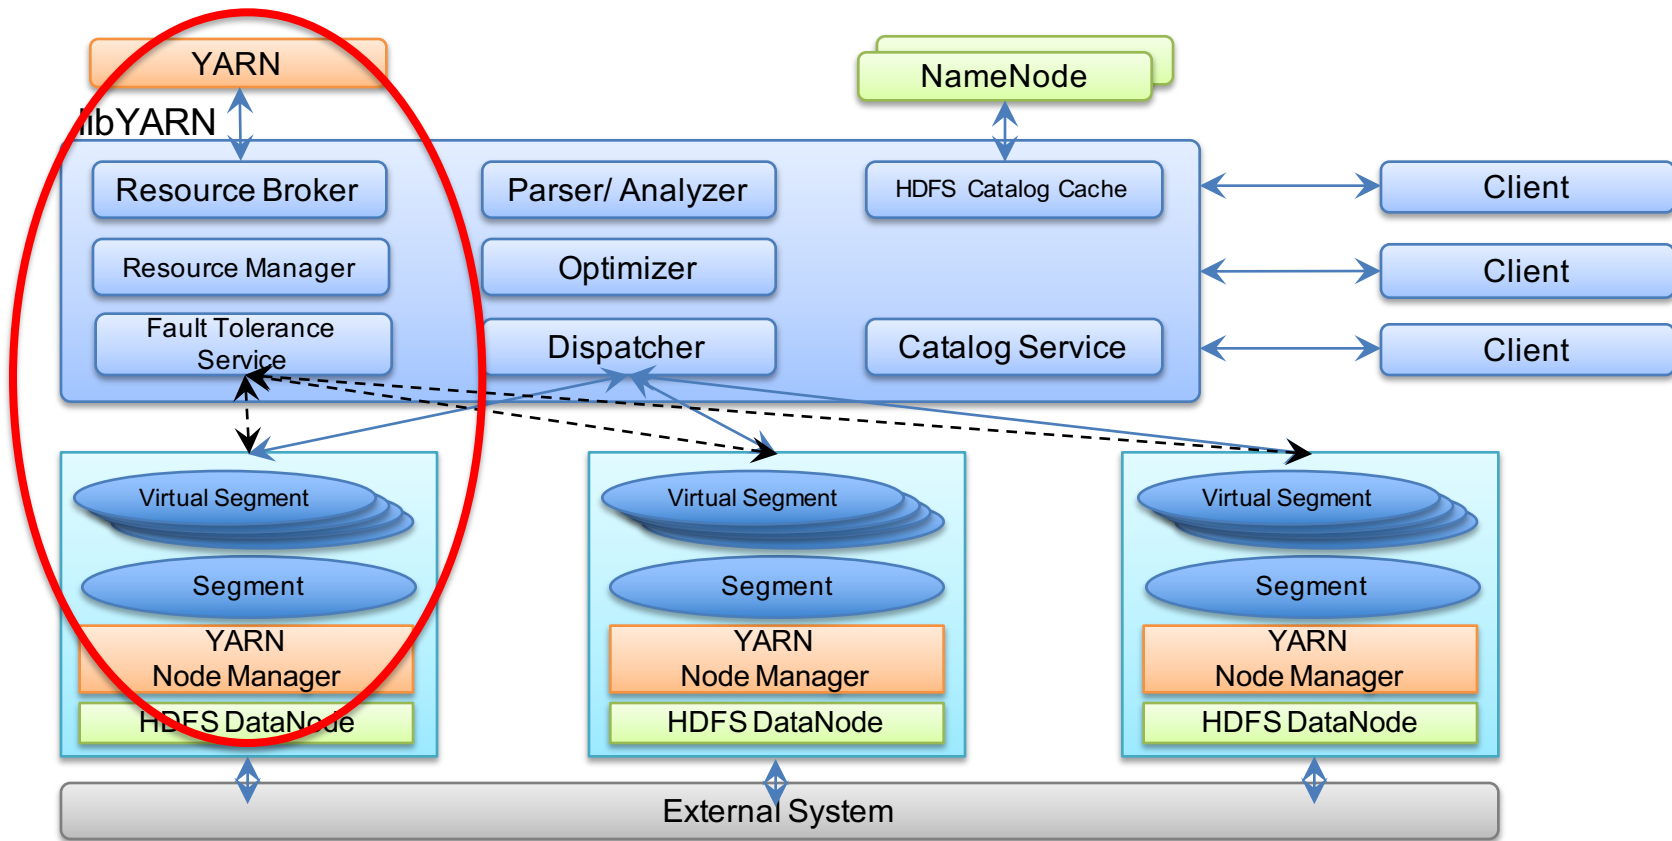 YARN
NameNode
libYARN
Resource Broker
Parser/ Analyzer
HDFS Catalog Cache
Client
Resource Manager
Optimizer
Client
Fault Tolerance
Service
Dispatcher
Catalog Service
Client
Virtual Segment
Virtual Segment
Virtual Segment
Segment
Segment
Segment
YARN
Node Manager
YARN
Node Manager
YARN
Node Manager
HDFS DataNode
HDFS DataNode
HDFS DataNode
External System